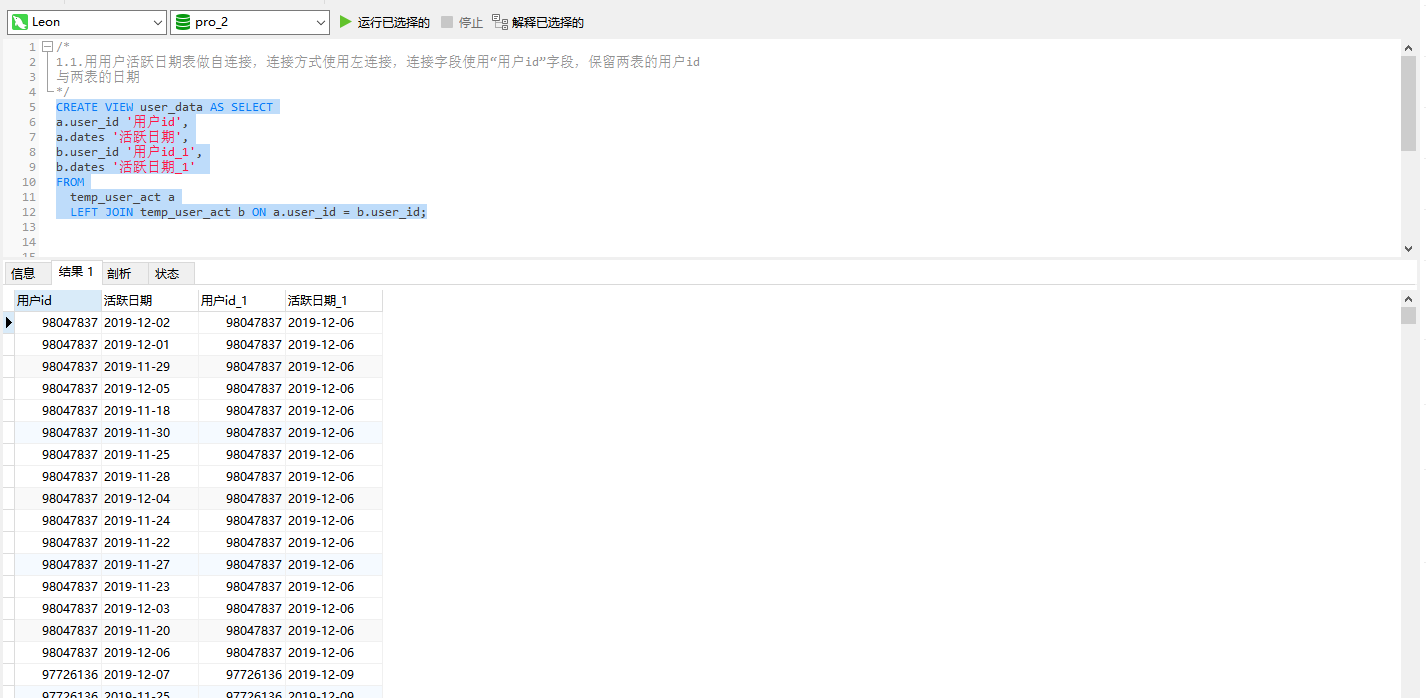 Leon pro_2 运行已选择的 停止 解释已选择的
1 /*
2 1.1.用用户活跃日期表做自连接，连接方式使用左连接，连接字段使用“用户id”字段，保留两表的用户id
3 与两表的日期
4 */
5 CREATE VIEW user_data AS SELECT
6 a.user_id '用户id',
7 a.dates '活跃日期',
8 b.user_id '用户id_1',
9 b.dates '活跃日期_1'
10 FROM
11 temp_user_act a
12 LEFT JOIN temp_user_act b ON a.user_id = b.user_id;
13
14
15
信息 结果 1 剖析 状态
用户id 活跃日期 用户id_1 活跃日期_1
98047837 2019-12-02 98047837 2019-12-06
98047837 2019-12-01 98047837 2019-12-06
98047837 2019-11-29 98047837 2019-12-06
98047837 2019-12-05 98047837 2019-12-06
98047837 2019-11-18 98047837 2019-12-06
98047837 2019-11-30 98047837 2019-12-06
98047837 2019-11-25 98047837 2019-12-06
98047837 2019-11-28 98047837 2019-12-06
98047837 2019-12-04 98047837 2019-12-06
98047837 2019-11-24 98047837 2019-12-06
98047837 2019-11-22 98047837 2019-12-06
98047837 2019-11-27 98047837 2019-12-06
98047837 2019-11-23 98047837 2019-12-06
98047837 2019-12-03 98047837 2019-12-06
98047837 2019-11-20 98047837 2019-12-06
98047837 2019-12-06 98047837 2019-12-06
97726136 2019-12-07 97726136 2019-12-09
97726136 2019-11-25 97726136 2019-12-09